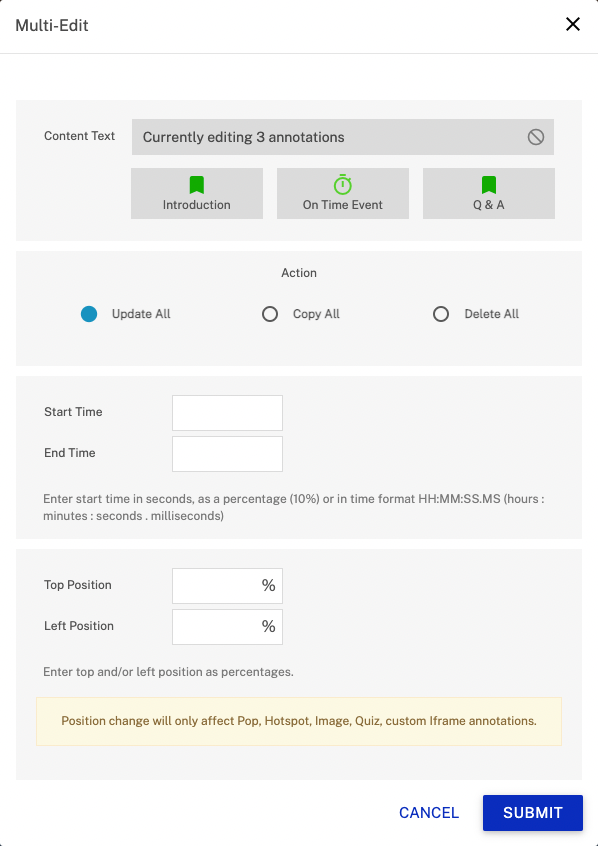 Multi-Edit
Content Text
Currently editing 3 annotations
Introduction
On Time Event
Q & A
Action
Update All
Copy All
Delete All
Start Time
End Time
Enter start time in seconds, as a percentage (10%) or in time format HH:MM:SS.MS (hours :
minutes : seconds . milliseconds)
Top Position
%
Left Position
%
Enter top and/or left position as percentages.
Position change will only affect Pop, Hotspot, Image, Quiz, custom Iframe annotations.
CANCEL
SUBMIT